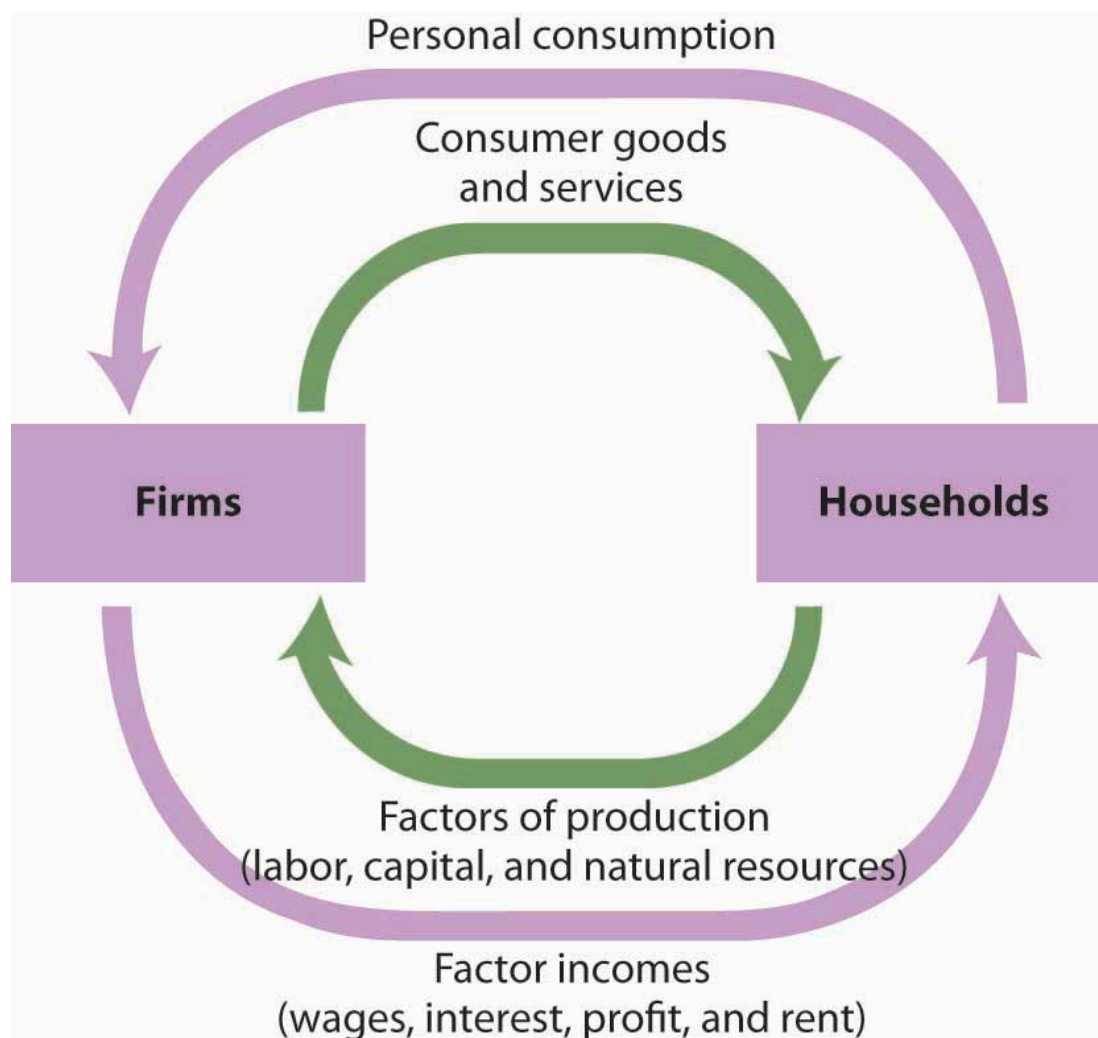 Personal consumption
Consumer goods
and services
Firms
Households
Factors of production
(labor, capital, and natural resources)
Factor incomes
(wages, interest, profit, and rent)